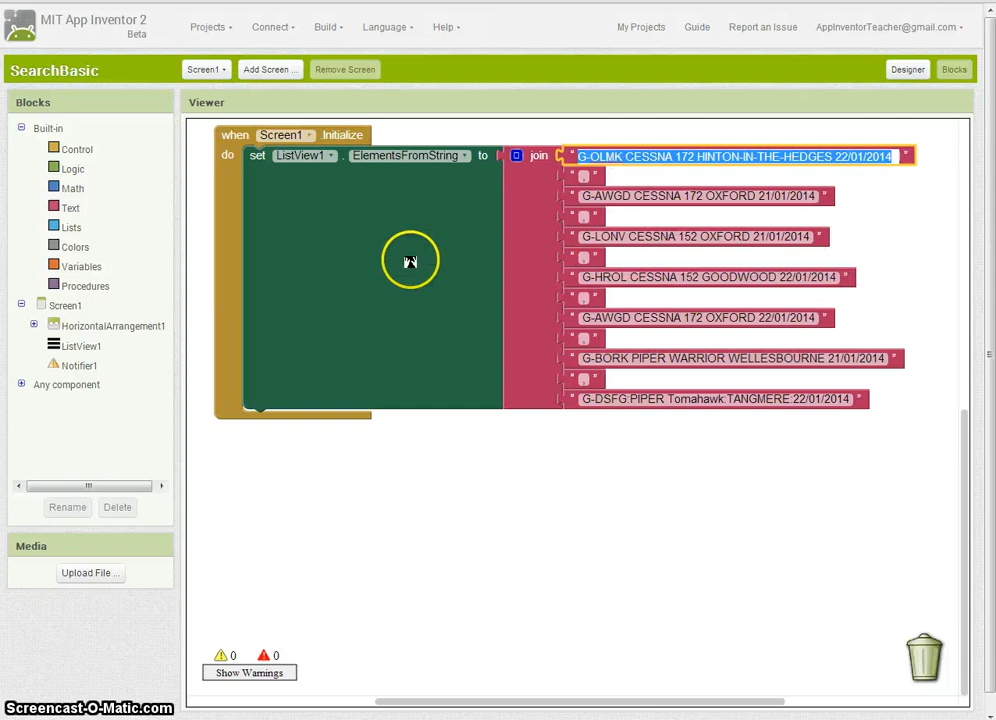 MIT App Inventor 2
Beta
Projects Connect Build Language Help My Projects Guide Report an Issue AppInventorTeacher@gmail.com
SearchBasic Screen1 Add Screen ... Remove Screen Designer Blocks
Blocks
Viewer
Built-in
Control
Logic
Math
Text
Lists
Colors
Variables
Procedures
Screen1
HorizontalArrangement1
ListView1
Notifier1
Any component
Rename Delete
Media
Upload File ...
when Screen1 .Initialize
do set ListView1 . ElementsFromString to join " G-OLMK CESSNA 172 HINTON-IN-THE-HEDGES 22/01/2014 "
" , "
" G-AWGD CESSNA 172 OXFORD 21/01/2014 "
" , "
" G-LONV CESSNA 152 OXFORD 21/01/2014 "
" , "
" G-HROL CESSNA 152 GOODWOOD 22/01/2014 "
" , "
" G-AWGD CESSNA 172 OXFORD 22/01/2014 "
" , "
" G-BORK PIPER WARRIOR WELLESBOURNE 21/01/2014 "
" , "
" G-DSFG:PIPER Tomahawk:TANGMERE:22/01/2014 "
0 0
Show Warnings
Screencast-O-Matic.com